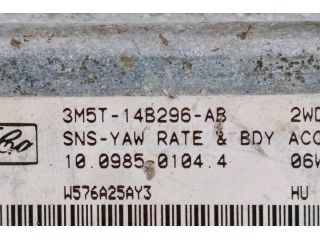 3M5T-14B296-AB 2WD
SNS-YAW RATE & BDY ACC
10.0985-0104.4 06W
W576A25AY3 HU